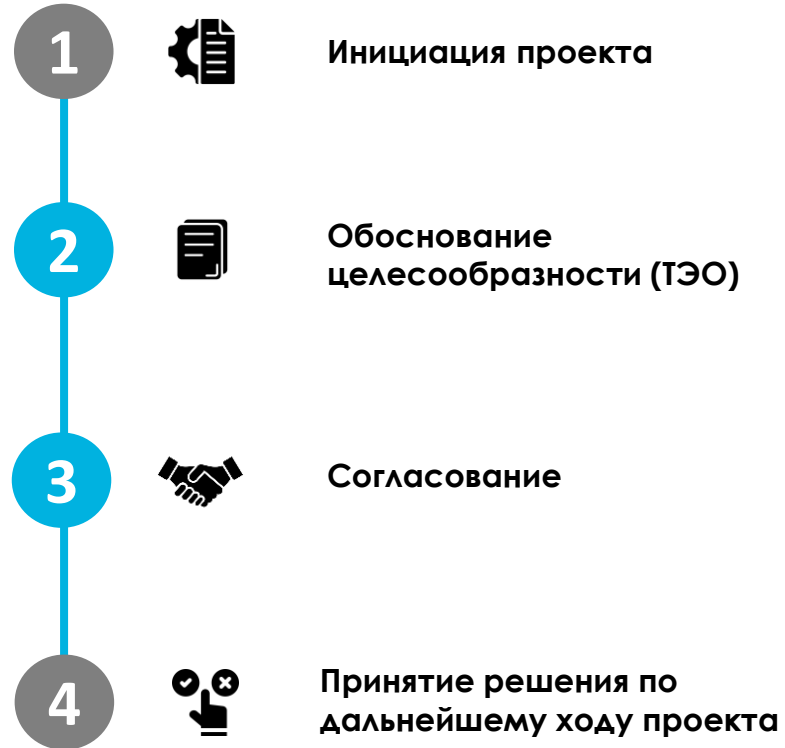 1
Инициация проекта
2
Обоснование
целесообразности (ТЭО)
3
Согласование
4
Принятие решения по
дальнейшему ходу проекта